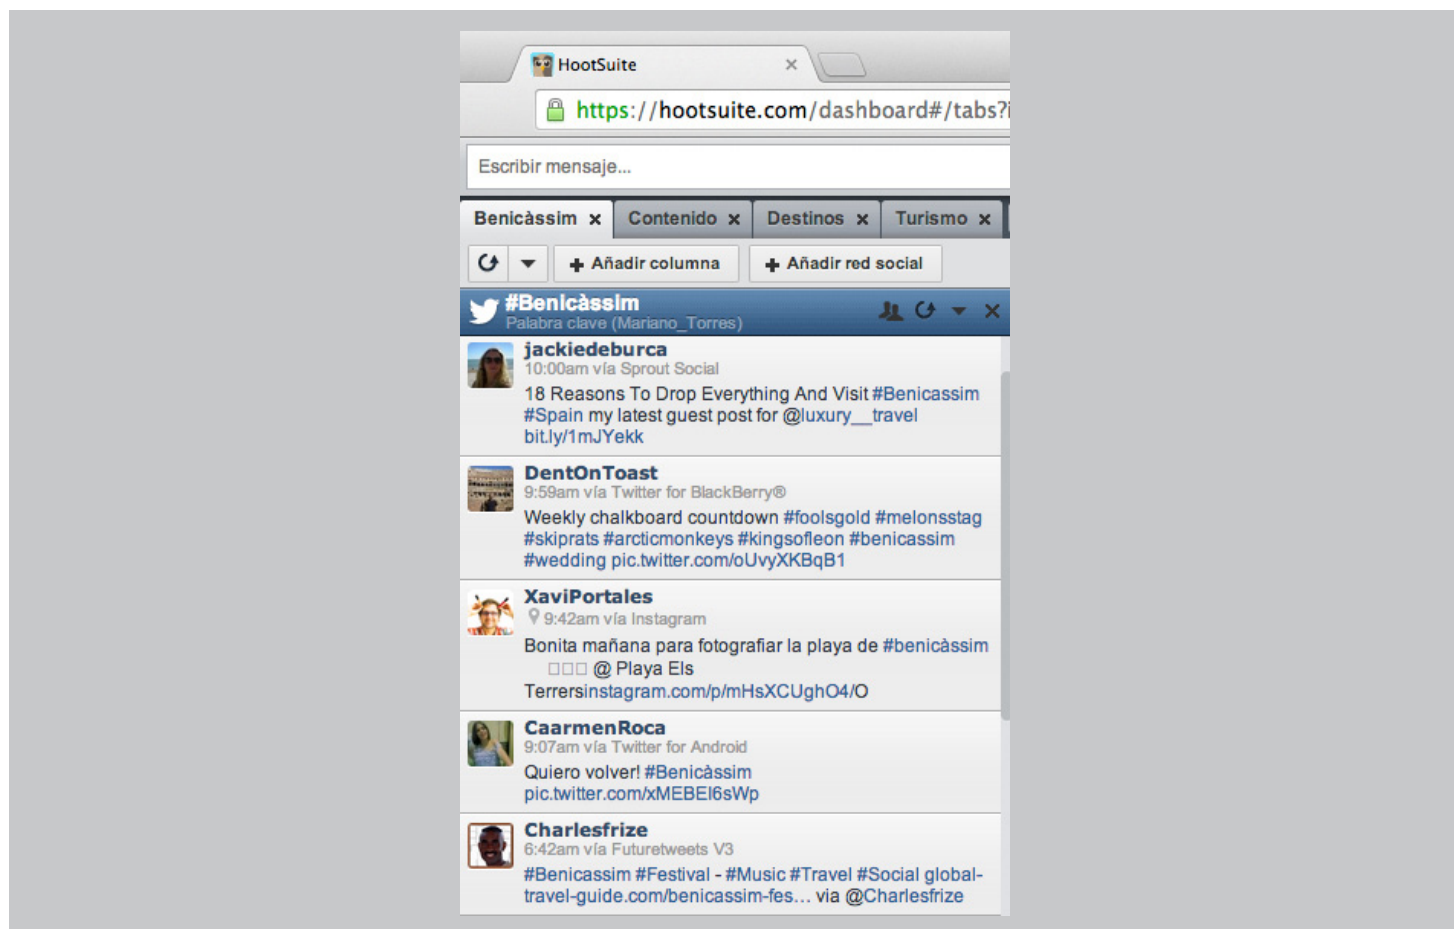 HootSuite
https://hootsuite.com/dashboard#/tabs?i
Escribir mensaje...
Benicàssim x Contenido x Destinos x Turismo x
+ Añadir columna + Añadir red social
#Benicàssim
Palabra clave (Mariano_Torres)
jackiedeburca
10:00am vía Sprout Social
18 Reasons To Drop Everything And Visit #Benicassim
#Spain my latest guest post for @luxury__travel
bit.ly/1mJYekk
DentOnToast
9:59am vía Twitter for BlackBerry®
Weekly chalkboard countdown #foolsgold #melonsstag
#skiprats #arcticmonkeys #kingsofleon #benicassim
#wedding pic.twitter.com/oUvyXKBqB1
XaviPortales
9:42am vía Instagram
Bonita mañana para fotografiar la playa de #benicàssim
□□□ @ Playa Els
Terrersinstagram.com/p/mHsXCUghO4/O
CaarmenRoca
9:07am vía Twitter for Android
Quiero volver! #Benicàssim
pic.twitter.com/xMEBEl6sWp
Charlesfrize
6:42am vía Futuretweets V3
#Benicassim #Festival - #Music #Travel #Social global-
travel-guide.com/benicassim-fes... via @Charlesfrize